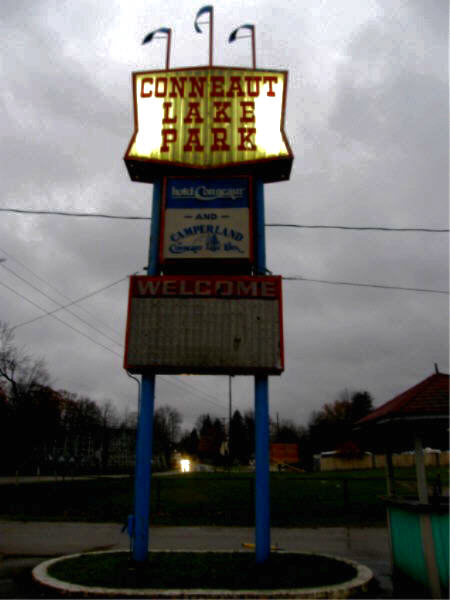 CONNEAUT
LAKE
PARK
hotel Conneaut
- AND -
CAMPERLAND
Conneaut Lake
WELCOME